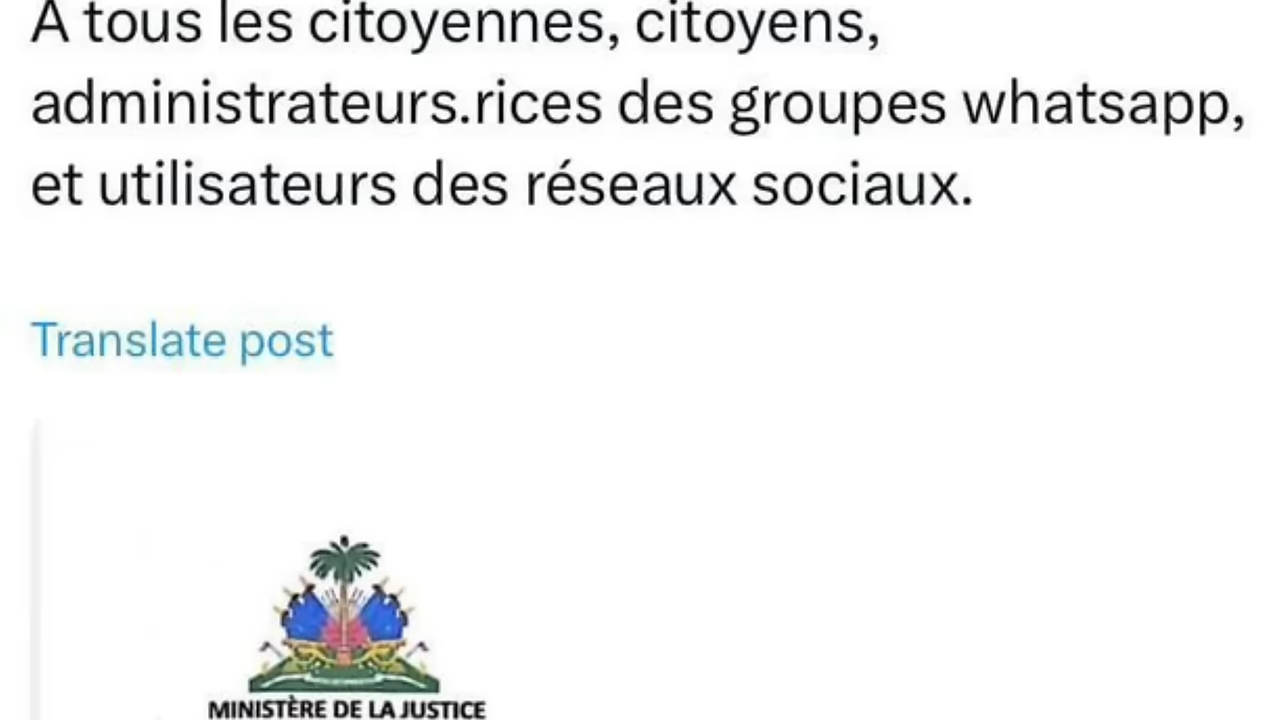 A tous les citoyennes, citoyens,
administrateurs.rices des groupes whatsapp,
et utilisateurs des réseaux sociaux.
Translate post
MINISTÈRE DE LA JUSTICE